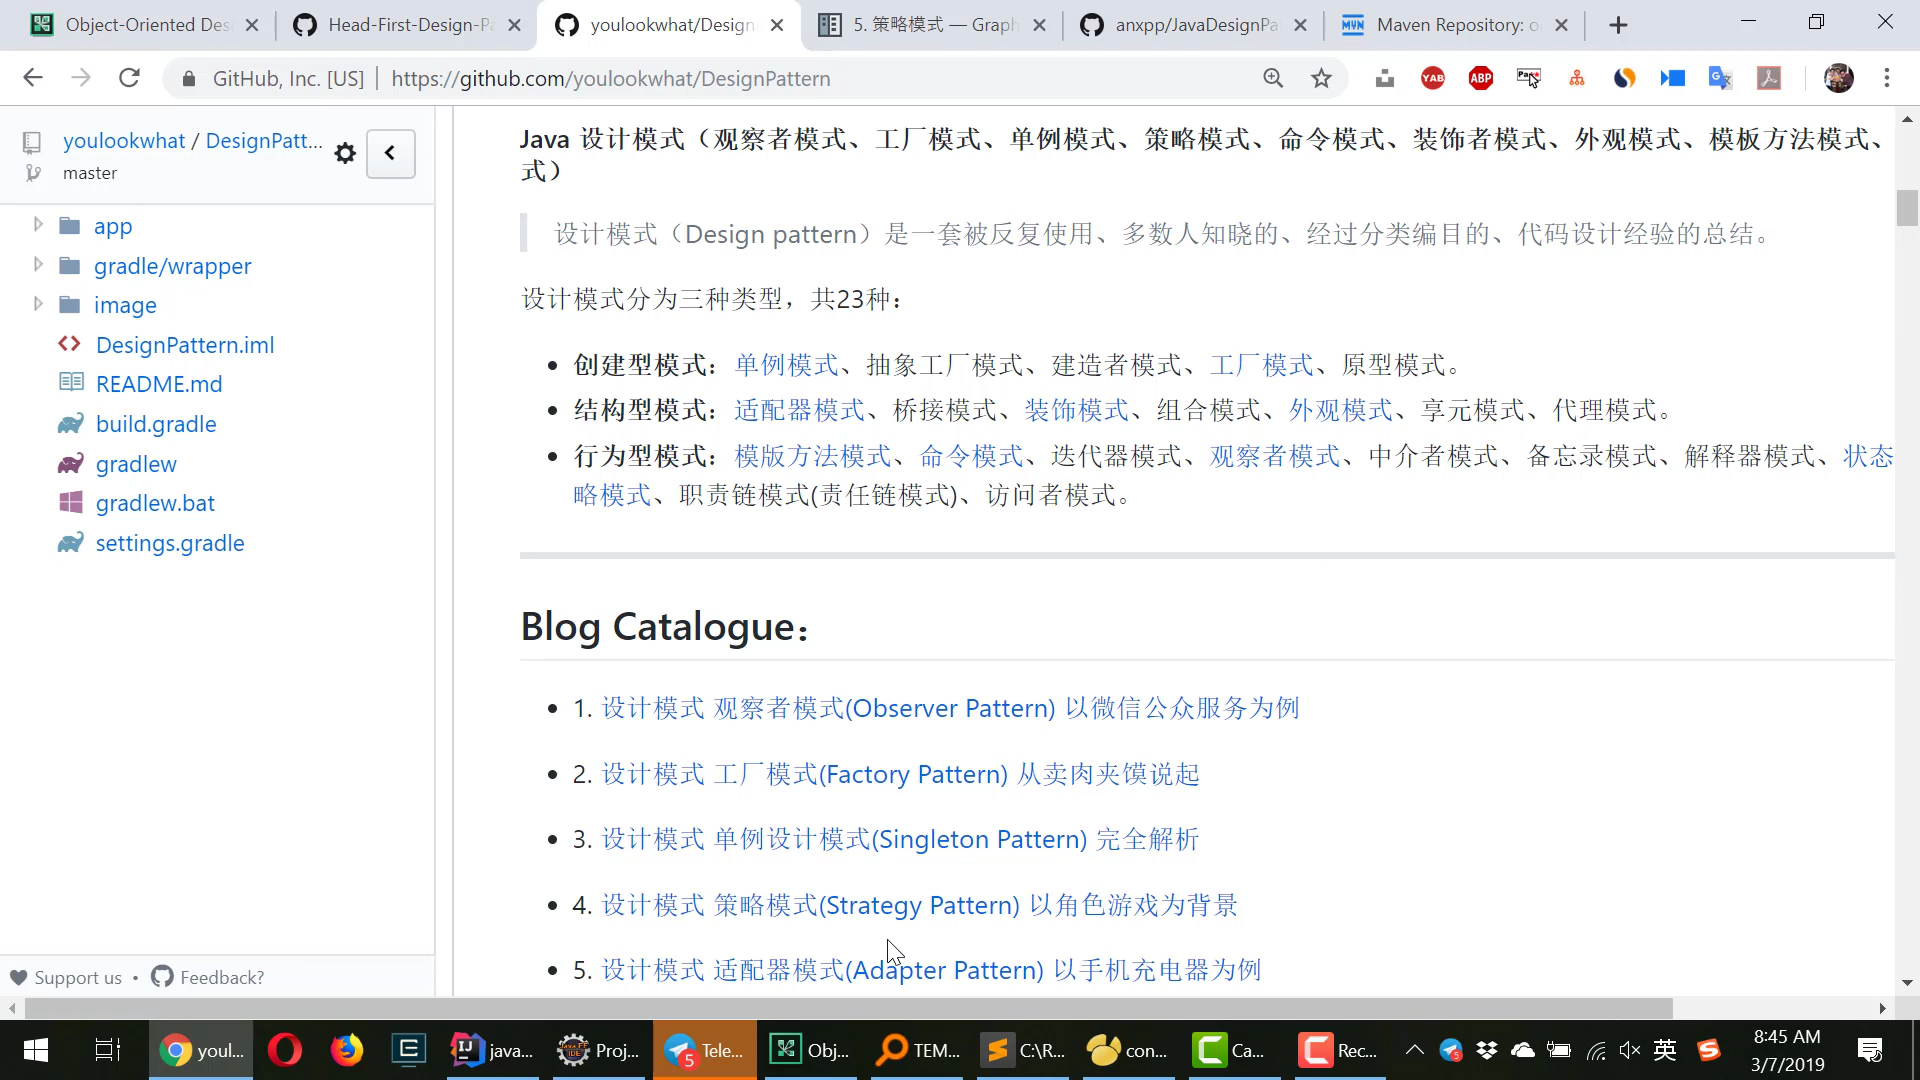 Object-Oriented Des
Head-First-Design-Pa
youlookwhat/Design
5. 策略模式 — Graph
anxpp/JavaDesignPa
Maven Repository: o
GitHub, Inc. [US]
https://github.com/youlookwhat/DesignPattern
youlookwhat / DesignPatt...
master
app
gradle/wrapper
image
DesignPattern.iml
README.md
build.gradle
gradlew
gradlew.bat
settings.gradle
Support us • Feedback?
Java 设计模式（观察者模式、工厂模式、单例模式、策略模式、命令模式、装饰者模式、外观模式、模板方法模式、
式）
设计模式（Design pattern）是一套被反复使用、多数人知晓的、经过分类编目的、代码设计经验的总结。
设计模式分为三种类型，共23种：
• 创建型模式：单例模式、抽象工厂模式、建造者模式、工厂模式、原型模式。
• 结构型模式：适配器模式、桥接模式、装饰模式、组合模式、外观模式、享元模式、代理模式。
• 行为型模式：模版方法模式、命令模式、迭代器模式、观察者模式、中介者模式、备忘录模式、解释器模式、状态
略模式、职责链模式(责任链模式)、访问者模式。
Blog Catalogue：
• 1. 设计模式 观察者模式(Observer Pattern) 以微信公众服务为例
• 2. 设计模式 工厂模式(Factory Pattern) 从卖肉夹馍说起
• 3. 设计模式 单例设计模式(Singleton Pattern) 完全解析
• 4. 设计模式 策略模式(Strategy Pattern) 以角色游戏为背景
• 5. 设计模式 适配器模式(Adapter Pattern) 以手机充电器为例
youl...
java...
Proj...
Tele...
Obj...
TEM...
C:\R...
con...
Ca...
Rec...
英
8:45 AM
3/7/2019